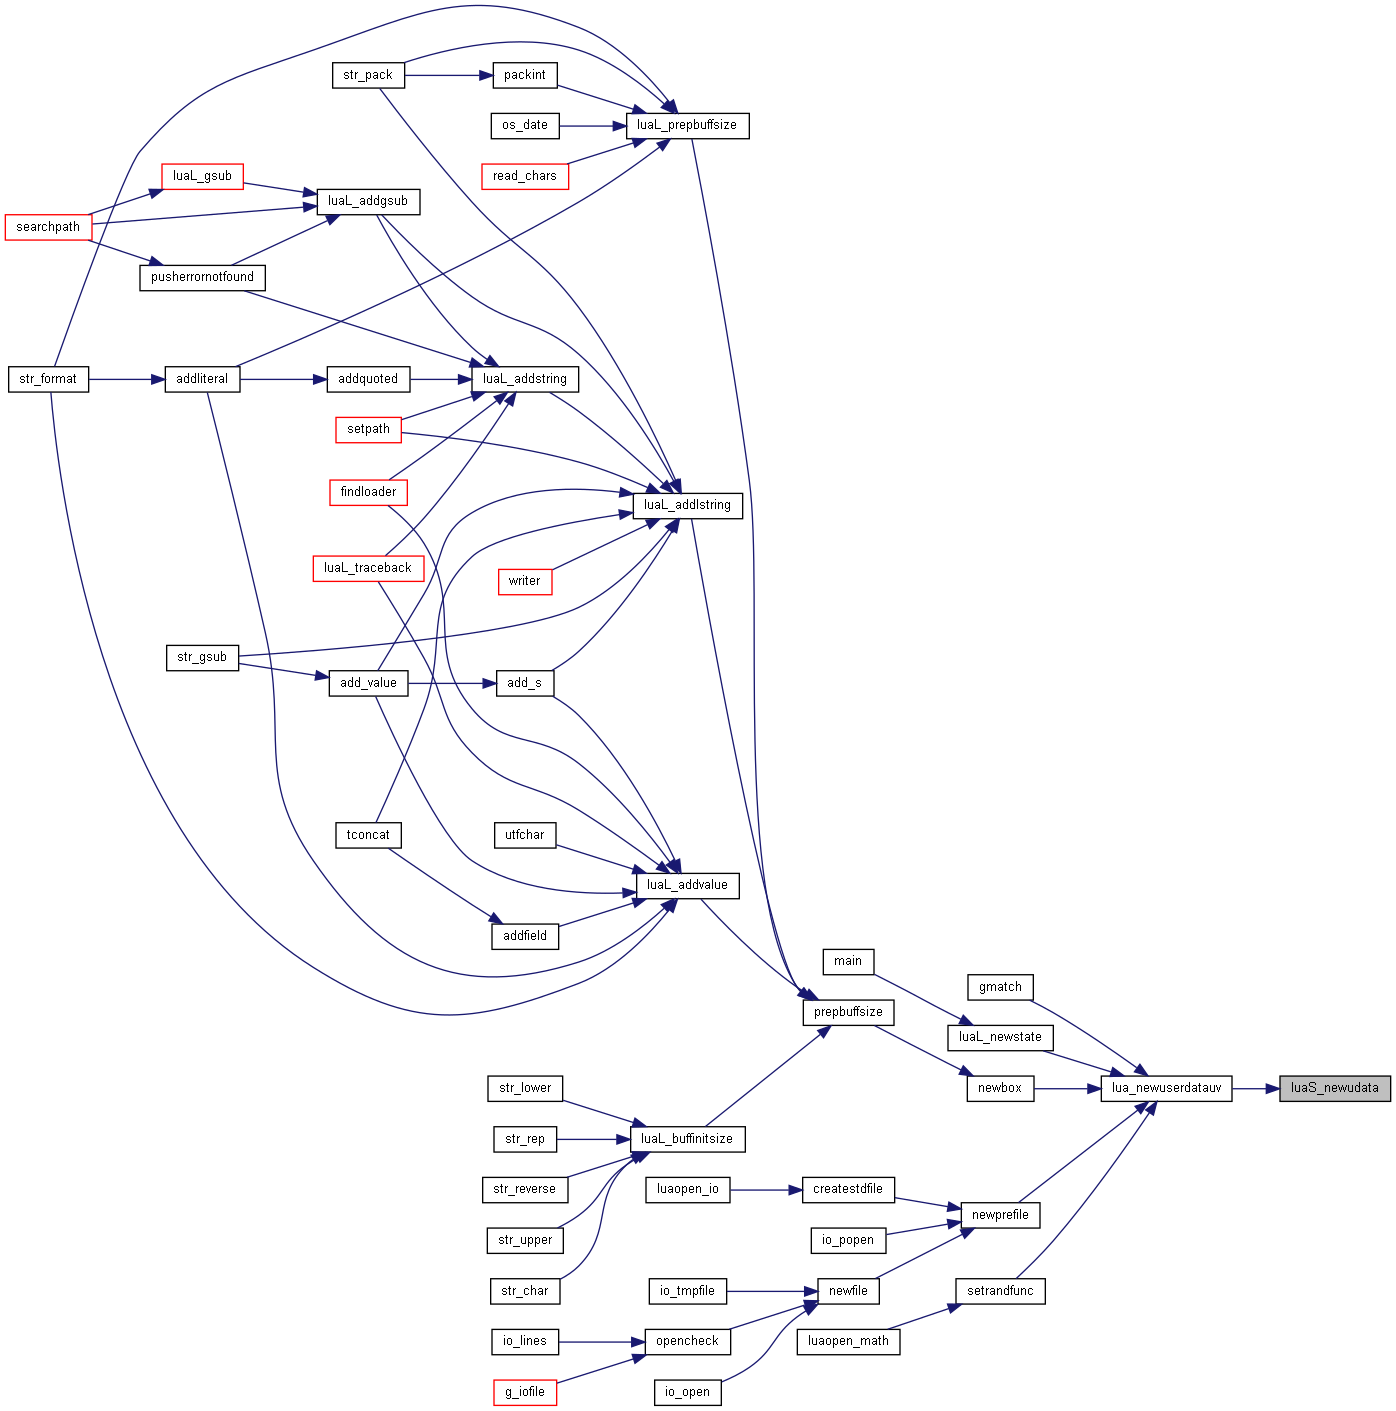 str_pack
packint
luaL_prepbuffsize
os_date
read_chars
luaL_gsub
luaL_addgsub
searchpath
pusherrornotfound
str_format
addliteral
addquoted
luaL_addstring
setpath
findloader
luaL_addlstring
luaL_traceback
writer
str_gsub
add_value
add_s
tconcat
utfchar
luaL_addvalue
addfield
main
gmatch
prepbuffsize
luaL_newstate
str_lower
newbox
lua_newuserdatauv
luaS_newudata
str_rep
luaL_buffinitsize
str_reverse
luaopen_io
createstdfile
newprefile
str_upper
io_popen
str_char
io_tmpfile
newfile
setrandfunc
io_lines
opencheck
luaopen_math
g_iofile
io_open